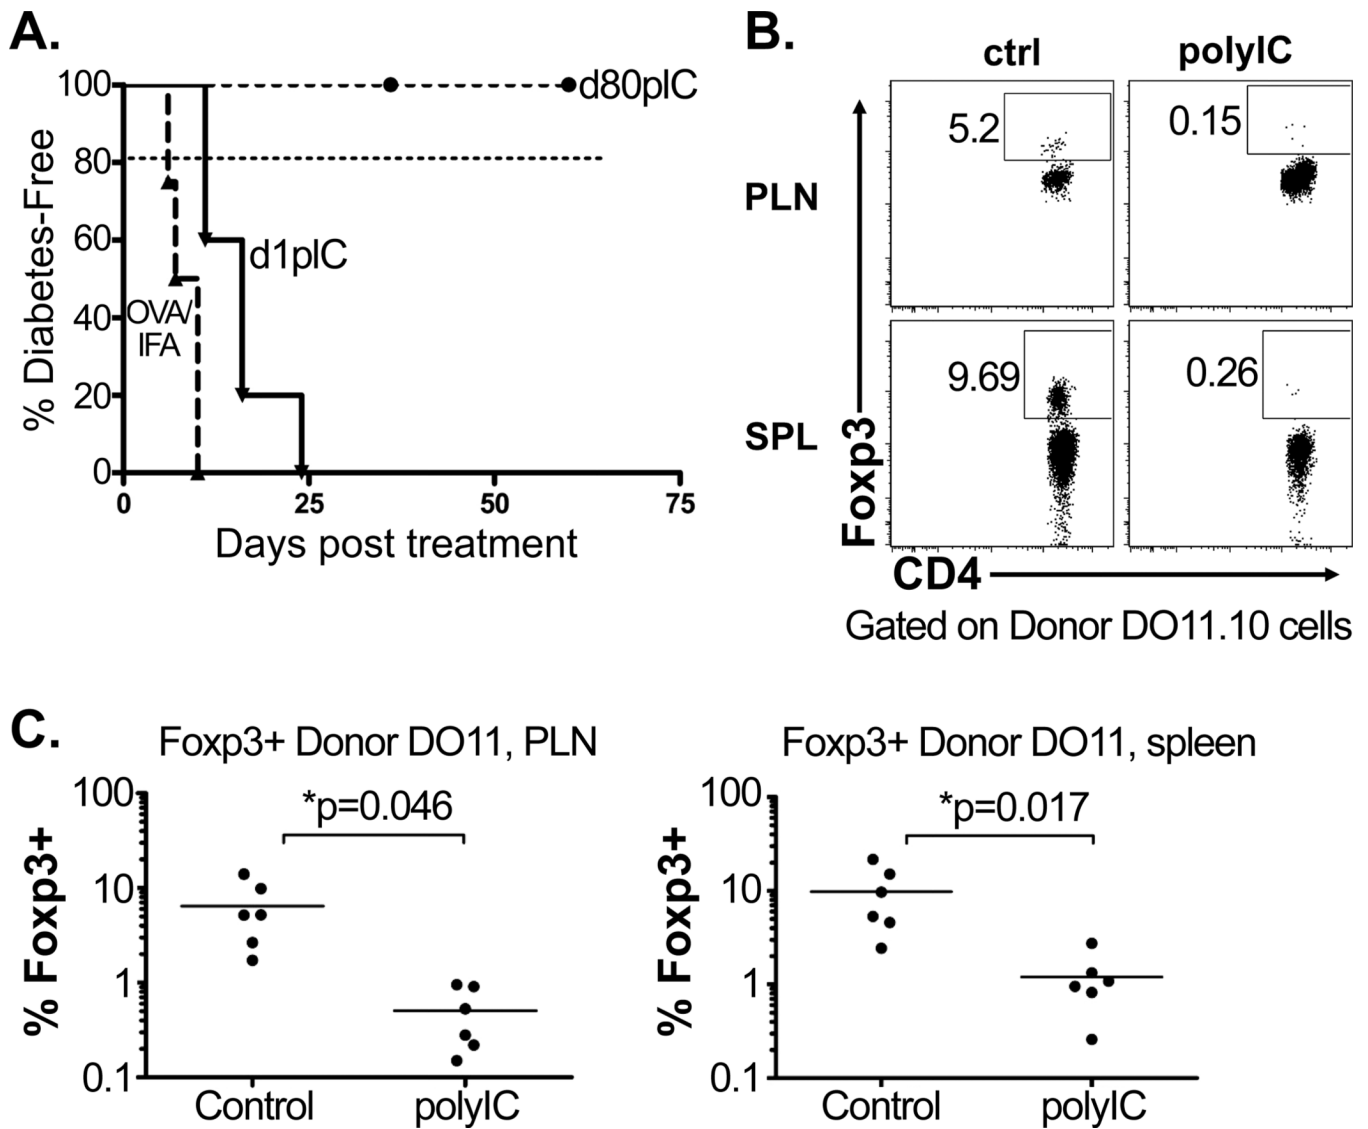 A.
100
80
60
40
20
0
% Diabetes-Free
d80pIC
d1pIC
OVA/
IFA
0
25
50
75
Days post treatment
B.
ctrl
polyIC
PLN
5.2
0.15
SPL
9.69
0.26
Foxp3
CD4
Gated on Donor DO11.10 cells
C.
Foxp3+ Donor DO11, PLN
*p=0.046
100
10
1
0.1
% Foxp3+
Control
polyIC
Foxp3+ Donor DO11, spleen
*p=0.017
100
10
1
0.1
% Foxp3+
Control
polyIC